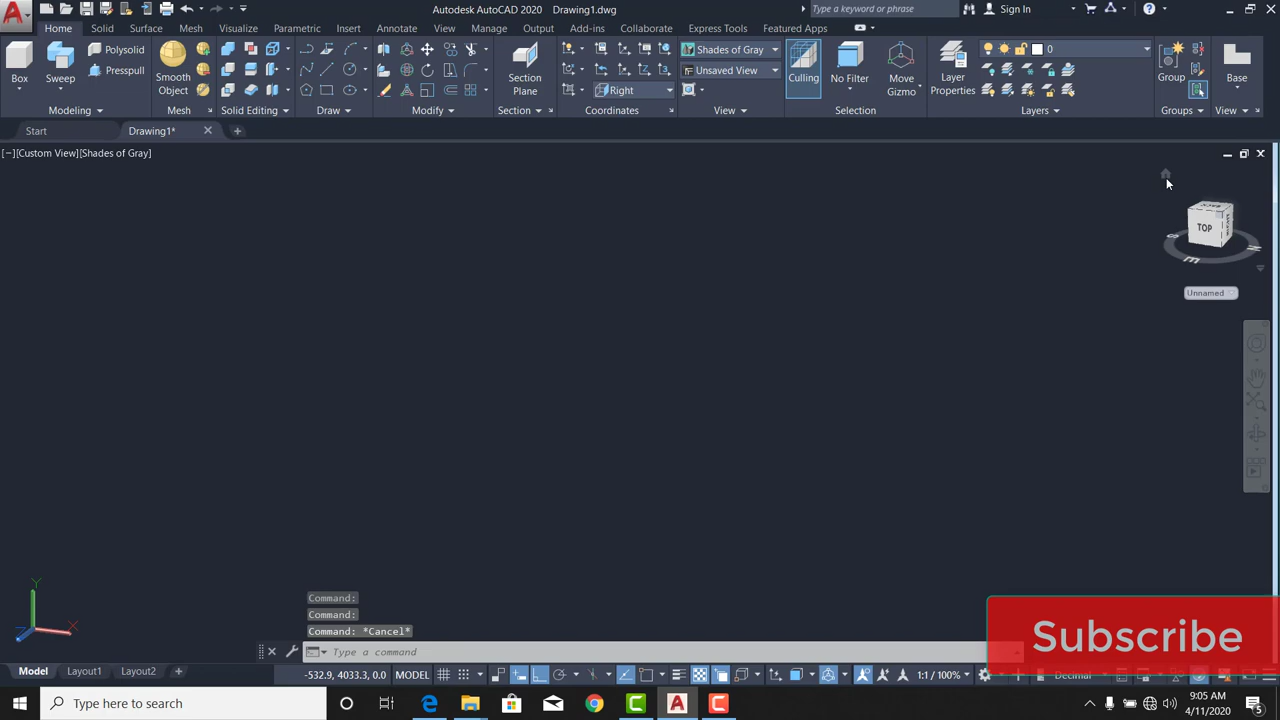 Autodesk AutoCAD 2020 Drawing1.dwg
Type a keyword or phrase
Sign In
Home Solid Surface Mesh Visualize Parametric Insert Annotate View Manage Output Add-ins Collaborate Express Tools Featured Apps
Box
Sweep
Polysolid
Presspull
Smooth Object
Section Plane
Right
Shades of Gray
Unsaved View
Culling
No Filter
Move Gizmo
Layer Properties
0
Group
Base
Modeling Mesh Solid Editing Draw Modify Section Coordinates View Selection Layers Groups View
Start Drawing1*
[−][Custom View][Shades of Gray]
TOP
Unnamed
Y
X
Command:
Command:
Command: *Cancel*
Type a command
Subscribe
Model Layout1 Layout2 +
-532.9, 4033.3, 0.0 MODEL
1:1 / 100%
Decimal
Type here to search
9:05 AM
4/11/2020
5